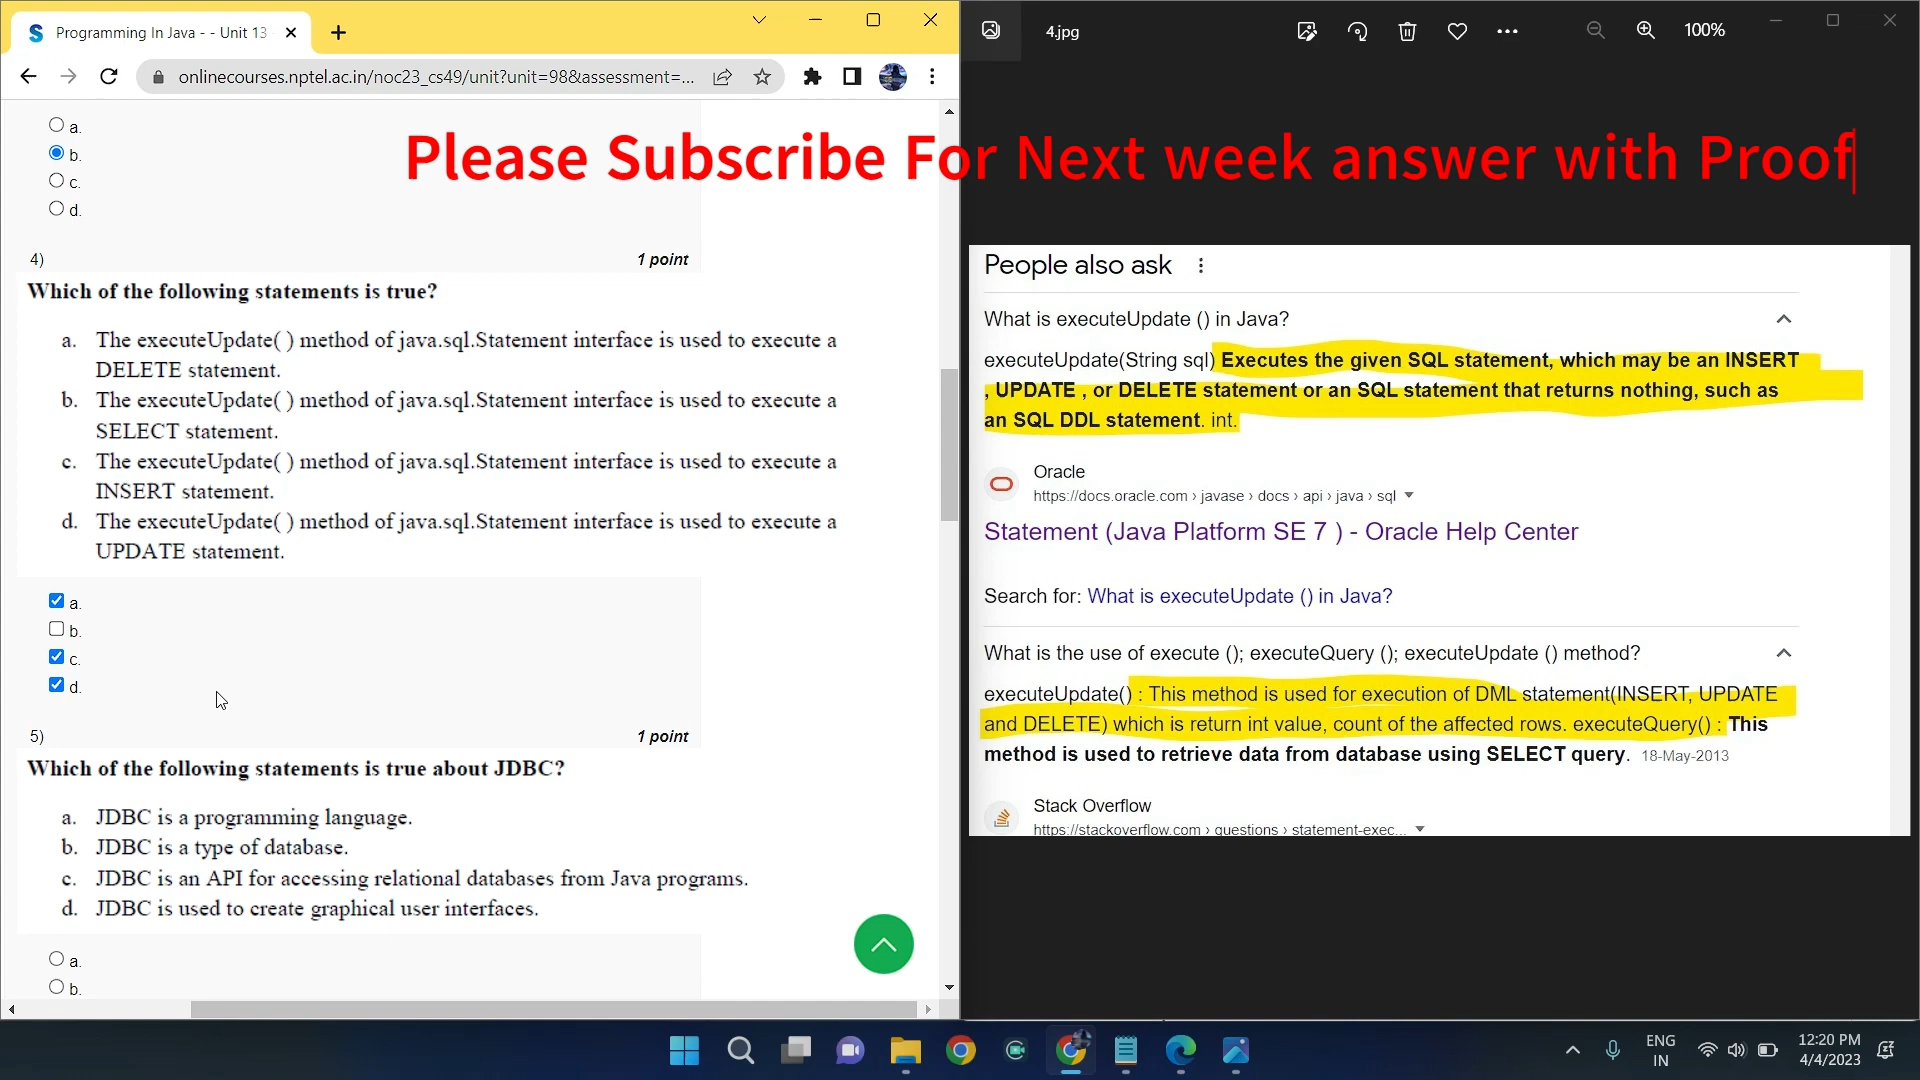 Programming In Java - - Unit 13
4.jpg
100%
onlinecourses.nptel.ac.in/noc23_cs49/unit?unit=98&assessment=...
Please Subscribe For Next week answer with Proof
a.
b.
c.
d.
4)
1 point
Which of the following statements is true?
a. The executeUpdate( ) method of java.sql.Statement interface is used to execute a
DELETE statement.
b. The executeUpdate( ) method of java.sql.Statement interface is used to execute a
SELECT statement.
c. The executeUpdate( ) method of java.sql.Statement interface is used to execute a
INSERT statement.
d. The executeUpdate( ) method of java.sql.Statement interface is used to execute a
UPDATE statement.
a.
b.
c.
d.
5)
1 point
Which of the following statements is true about JDBC?
a. JDBC is a programming language.
b. JDBC is a type of database.
c. JDBC is an API for accessing relational databases from Java programs.
d. JDBC is used to create graphical user interfaces.
a.
b.
People also ask
What is executeUpdate () in Java?
executeUpdate(String sql) Executes the given SQL statement, which may be an INSERT
, UPDATE , or DELETE statement or an SQL statement that returns nothing, such as
an SQL DDL statement. int.
Oracle
https://docs.oracle.com › javase › docs › api › java › sql
Statement (Java Platform SE 7 ) - Oracle Help Center
Search for: What is executeUpdate () in Java?
What is the use of execute (); executeQuery (); executeUpdate () method?
executeUpdate() : This method is used for execution of DML statement(INSERT, UPDATE
and DELETE) which is return int value, count of the affected rows. executeQuery() : This
method is used to retrieve data from database using SELECT query. 18-May-2013
Stack Overflow
https://stackoverflow.com › questions › statement-exec...
ENG
IN
12:20 PM
4/4/2023